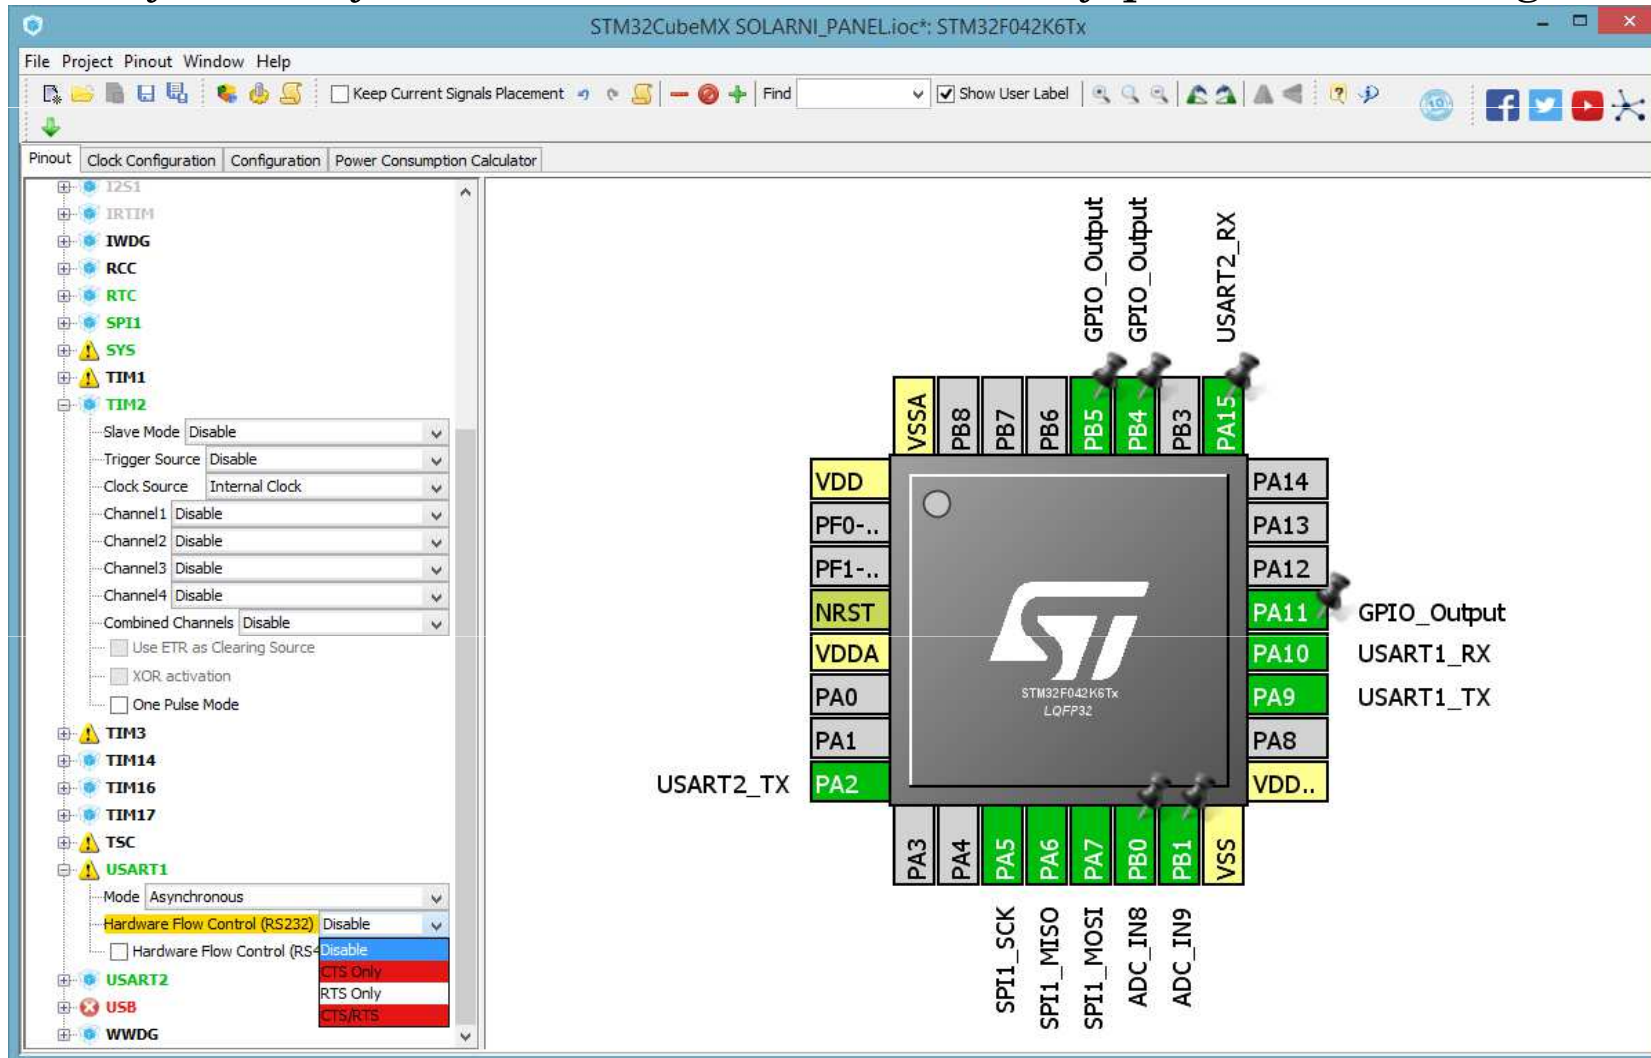 STM32CubeMX SOLARNI_PANEL.ioc*: STM32F042K6Tx
File Project Pinout Window Help
Keep Current Signals Placement Find Show User Label
Pinout Clock Configuration Configuration Power Consumption Calculator
I2S1
IRTIM
IWDG
RCC
RTC
SPI1
SYS
TIM1
TIM2
Slave Mode Disable
Trigger Source Disable
Clock Source Internal Clock
Channel1 Disable
Channel2 Disable
Channel3 Disable
Channel4 Disable
Combined Channels Disable
Use ETR as Clearing Source
XOR activation
One Pulse Mode
TIM3
TIM14
TIM16
TIM17
TSC
USART1
Mode Asynchronous
Hardware Flow Control (RS232) Disable
Hardware Flow Control (RS4
Disable
CTS Only
RTS Only
CTS/RTS
USART2
USB
WWDG
GPIO_Output
GPIO_Output
USART2_RX
VSSA
PB8
PB7
PB6
PB5
PB4
PB3
PA15
VDD
PF0-..
PF1-..
NRST
VDDA
PA0
PA1
USART2_TX PA2
STM32F042K6Tx
LQFP32
PA14
PA13
PA12
PA11 GPIO_Output
PA10 USART1_RX
PA9 USART1_TX
PA8
VDD..
PA3
PA4
PA5
PA6
PA7
PB0
PB1
VSS
SPI1_SCK
SPI1_MISO
SPI1_MOSI
ADC_IN8
ADC_IN9